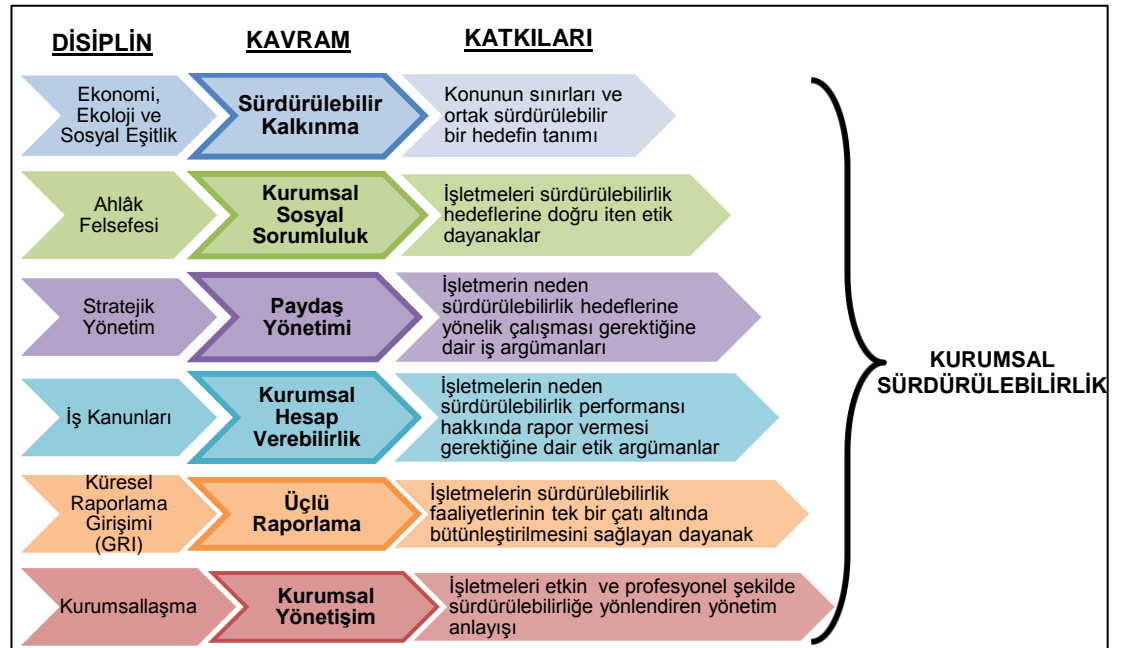 DİSİPLİN KAVRAM KATKILARI
Ekonomi,
Ekoloji ve
Sosyal Eşitlik
Sürdürülebilir
Kalkınma
Konunun sınırları ve
ortak sürdürülebilir
bir hedefin tanımı
Ahlâk
Felsefesi
Kurumsal
Sosyal
Sorumluluk
İşletmeleri sürdürülebilirlik
hedeflerine doğru iten etik
dayanaklar
Stratejik
Yönetim
Paydaş
Yönetimi
İşletmerin neden
sürdürülebilirlik hedeflerine
yönelik çalışması gerektiğine
dair iş argümanları
İş Kanunları
Kurumsal
Hesap
Verebilirlik
İşletmelerin neden
sürdürülebilirlik performansı
hakkında rapor vermesi
gerektiğine dair etik argümanlar
Küresel
Raporlama
Girişimi
(GRI)
Üçlü
Raporlama
İşletmelerin sürdürülebilirlik
faaliyetlerinin tek bir çatı altında
bütünleştirilmesini sağlayan dayanak
Kurumsallaşma
Kurumsal
Yönetişim
İşletmeleri etkin ve profesyonel şekilde
sürdürülebilirliğe yönlendiren yönetim
anlayışı
KURUMSAL
SÜRDÜRÜLEBİLİRLİK